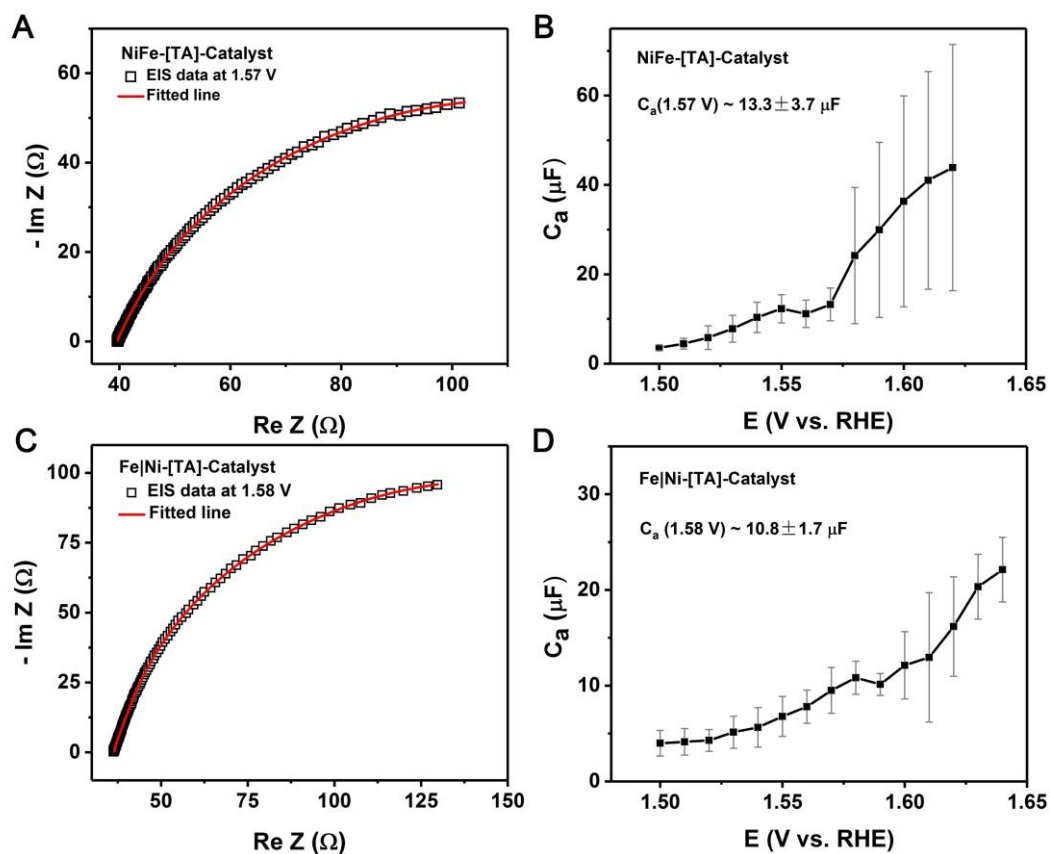 A
NiFe-[TA]-Catalyst
EIS data at 1.57 V
Fitted line
60
40
20
0
- Im Z (Ω)
40
60
80
100
Re Z (Ω)
B
NiFe-[TA]-Catalyst
Ca(1.57 V) ~ 13.3±3.7 μF
60
40
20
0
Ca (μF)
1.50
1.55
1.60
1.65
E (V vs. RHE)
C
Fe|Ni-[TA]-Catalyst
EIS data at 1.58 V
Fitted line
100
75
50
25
0
- Im Z (Ω)
50
75
100
125
150
Re Z (Ω)
D
Fe|Ni-[TA]-Catalyst
Ca (1.58 V) ~ 10.8±1.7 μF
30
20
10
0
Ca (μF)
1.50
1.55
1.60
1.65
E (V vs. RHE)